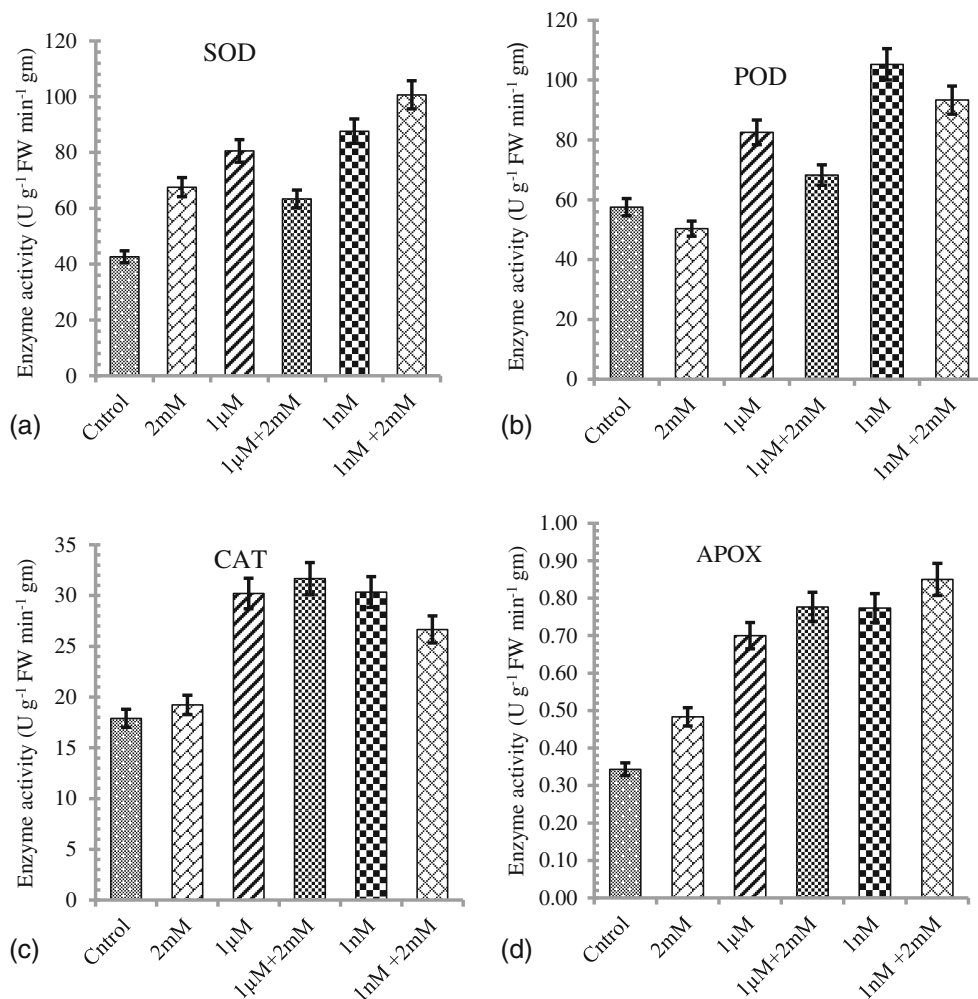 (a)
SOD
Enzyme activity (U g⁻¹ FW min⁻¹ gm)
120
100
80
60
40
20
0
Cntrol
2mM
1µM
1µM+2mM
1nM
1nM +2mM
(b)
POD
Enzyme activity (U g⁻¹ FW min⁻¹ gm)
120
100
80
60
40
20
0
Cntrol
2mM
1µM
1µM+2mM
1nM
1nM +2mM
(c)
CAT
Enzyme activity (U g⁻¹ FW min⁻¹ gm)
35
30
25
20
15
10
5
0
Cntrol
2mM
1µM
1µM+2mM
1nM
1nM +2mM
(d)
APOX
Enzyme activity (U g⁻¹ FW min⁻¹ gm)
1.00
0.90
0.80
0.70
0.60
0.50
0.40
0.30
0.20
0.10
0.00
Cntrol
2mM
1µM
1µM+2mM
1nM
1nM +2mM